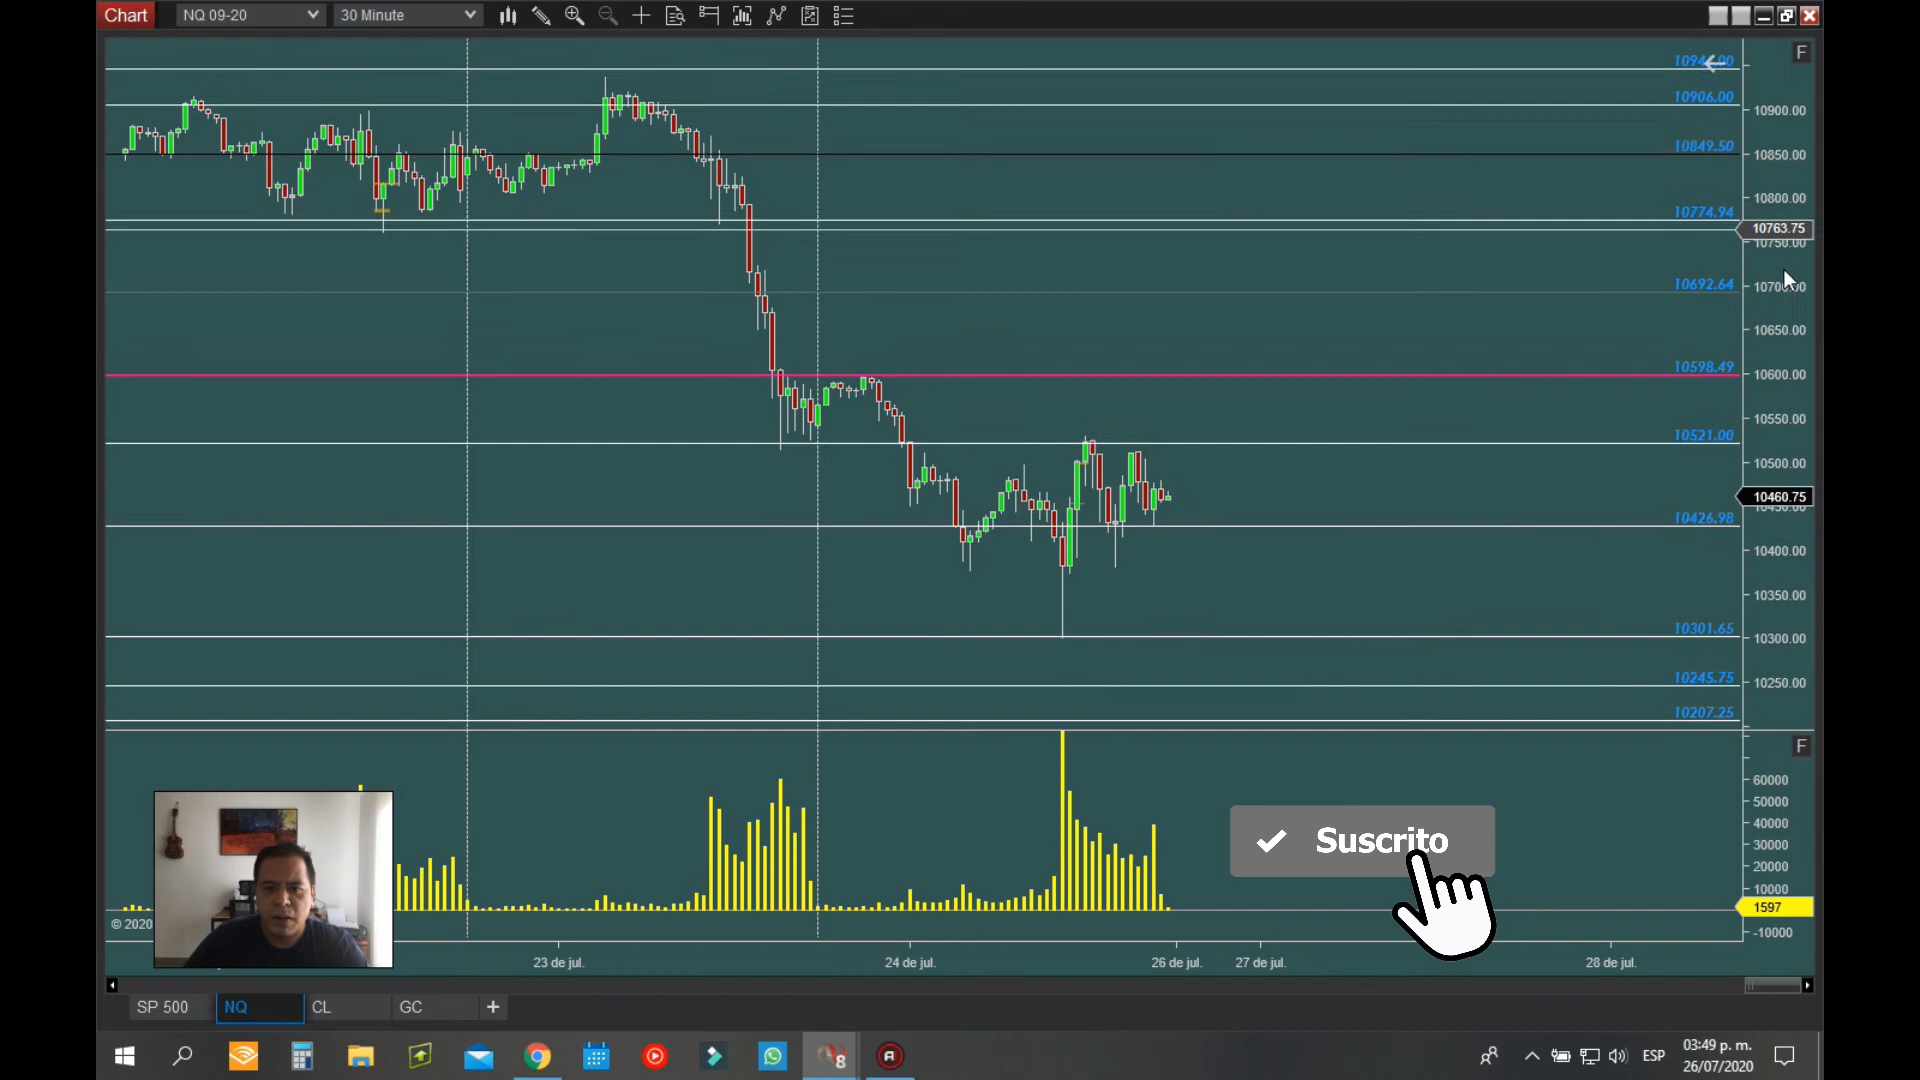 Chart NQ 09-20 30 Minute
F
10906.00
10900.00
10849.50
10850.00
10800.00
10774.94
10763.75
10750.00
10692.64
10650.00
10598.49
10600.00
10550.00
10521.00
10500.00
10460.75
10426.98
10400.00
10350.00
10301.65
10300.00
10245.75
10250.00
10207.25
F
60000
50000
40000
30000
20000
10000
1597
-10000
Suscrito
© 2020
23 de jul.
24 de jul.
26 de jul.
27 de jul.
28 de jul.
SP 500 NQ CL GC +
8
ESP
03:49 p. m.
26/07/2020